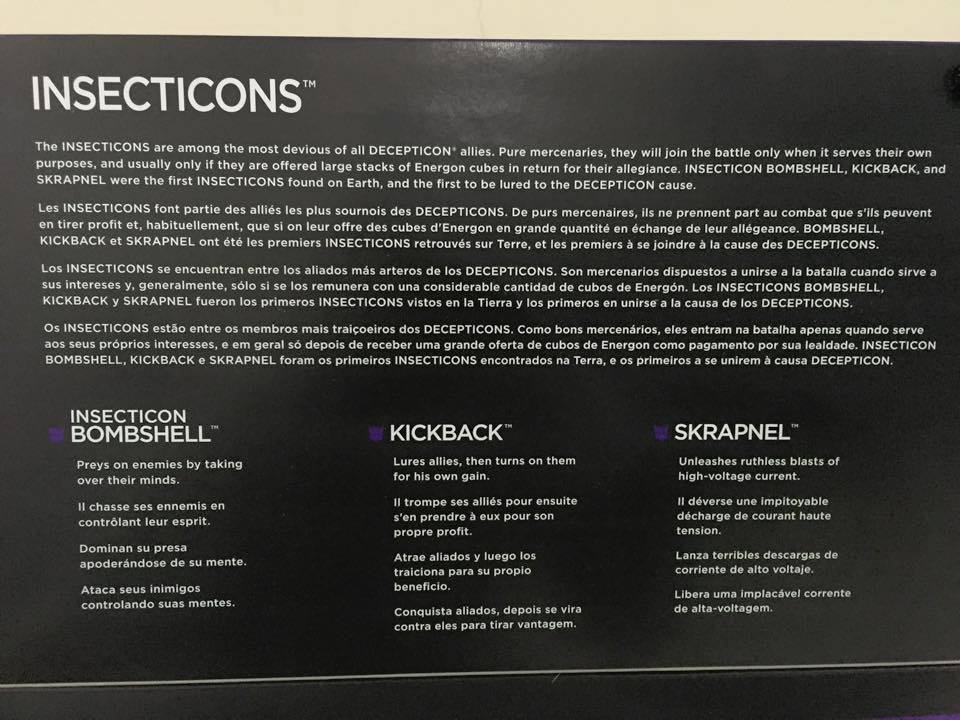 INSECTICONS™
The INSECTICONS are among the most devious of all DECEPTICON® allies. Pure mercenaries, they will join the battle only when it serves their own
purposes, and usually only if they are offered large stacks of Energon cubes in return for their allegiance. INSECTICON BOMBSHELL, KICKBACK, and
SKRAPNEL were the first INSECTICONS found on Earth, and the first to be lured to the DECEPTICON cause.
Les INSECTICONS font partie des alliés les plus sournois des DECEPTICONS. De purs mercenaires, ils ne prennent part au combat que s'ils peuvent
en tirer profit et, habituellement, que si on leur offre des cubes d'Energon en grande quantité en échange de leur allégeance. BOMBSHELL,
KICKBACK et SKRAPNEL ont été les premiers INSECTICONS retrouvés sur Terre, et les premiers à se joindre à la cause des DECEPTICONS.
Los INSECTICONS se encuentran entre los aliados más arteros de los DECEPTICONS. Son mercenarios dispuestos a unirse a la batalla cuando sirve a
sus intereses y, generalmente, sólo si se los remunera con una considerable cantidad de cubos de Energón. Los INSECTICONS BOMBSHELL,
KICKBACK y SKRAPNEL fueron los primeros INSECTICONS vistos en la Tierra y los primeros en unirse a la causa de los DECEPTICONS.
Os INSECTICONS estão entre os membros mais traiçoeiros dos DECEPTICONS. Como bons mercenários, eles entram na batalha apenas quando serve
aos seus próprios interesses, e em geral só depois de receber uma grande oferta de cubos de Energon como pagamento por sua lealdade. INSECTICON
BOMBSHELL, KICKBACK e SKRAPNEL foram os primeiros INSECTICONS encontrados na Terra, e os primeiros a se unirem à causa DECEPTICON.
INSECTICON
BOMBSHELL™
Preys on enemies by taking
over their minds.
Il chasse ses ennemis en
contrôlant leur esprit.
Dominan su presa
apoderándose de su mente.
Ataca seus inimigos
controlando suas mentes.
KICKBACK™
Lures allies, then turns on them
for his own gain.
Il trompe ses alliés pour ensuite
s'en prendre à eux pour son
propre profit.
Atrae aliados y luego los
traiciona para su propio
beneficio.
Conquista aliados, depois se vira
contra eles para tirar vantagem.
SKRAPNEL™
Unleashes ruthless blasts of
high-voltage current.
Il déverse une impitoyable
décharge de courant haute
tension.
Lanza terribles descargas de
corriente de alto voltaje.
Libera uma implacável corrente
de alta-voltagem.